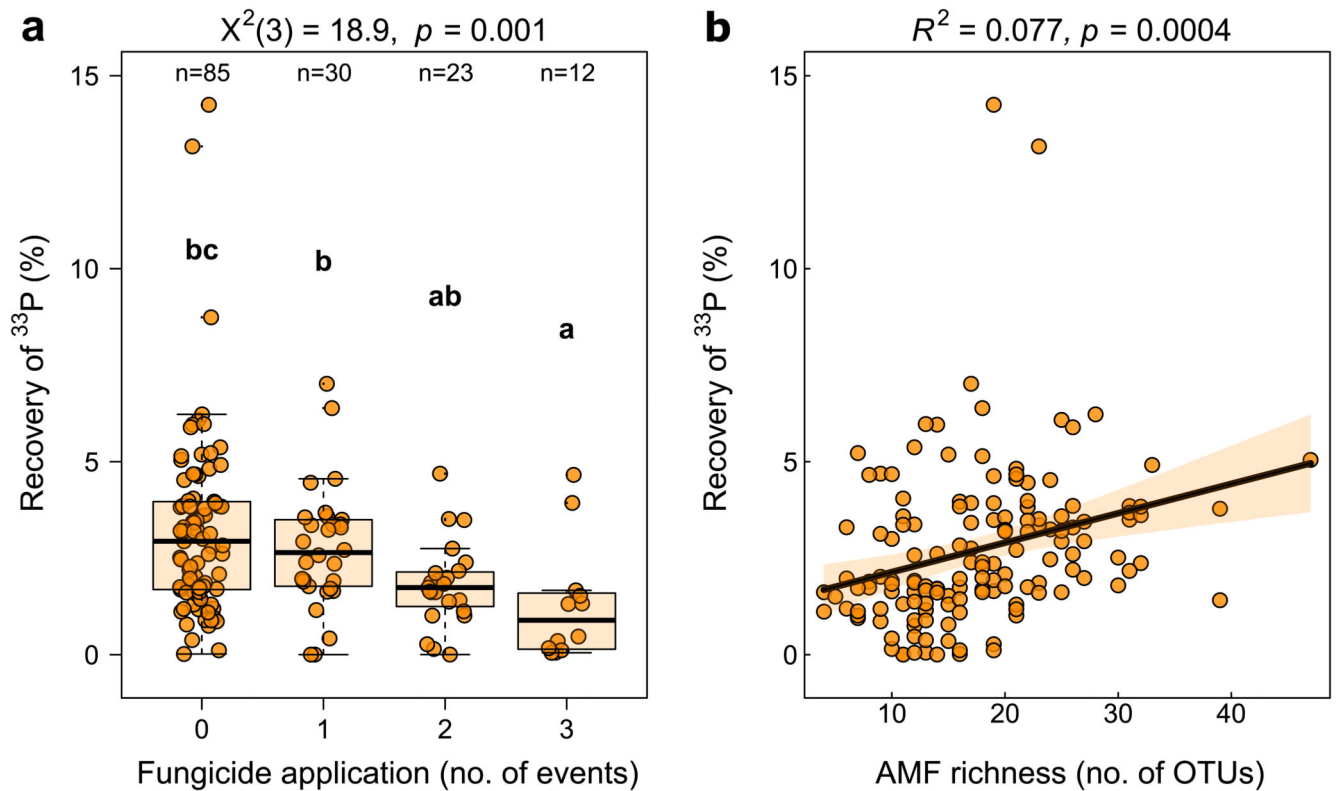 a
X²(3) = 18.9, p = 0.001
n=85 n=30 n=23 n=12
15
10
5
0
bc
b
ab
a
0 1 2 3
Recovery of ³³P (%)
Fungicide application (no. of events)
b
R² = 0.077, p = 0.0004
15
10
5
0
10 20 30 40
Recovery of ³³P (%)
AMF richness (no. of OTUs)